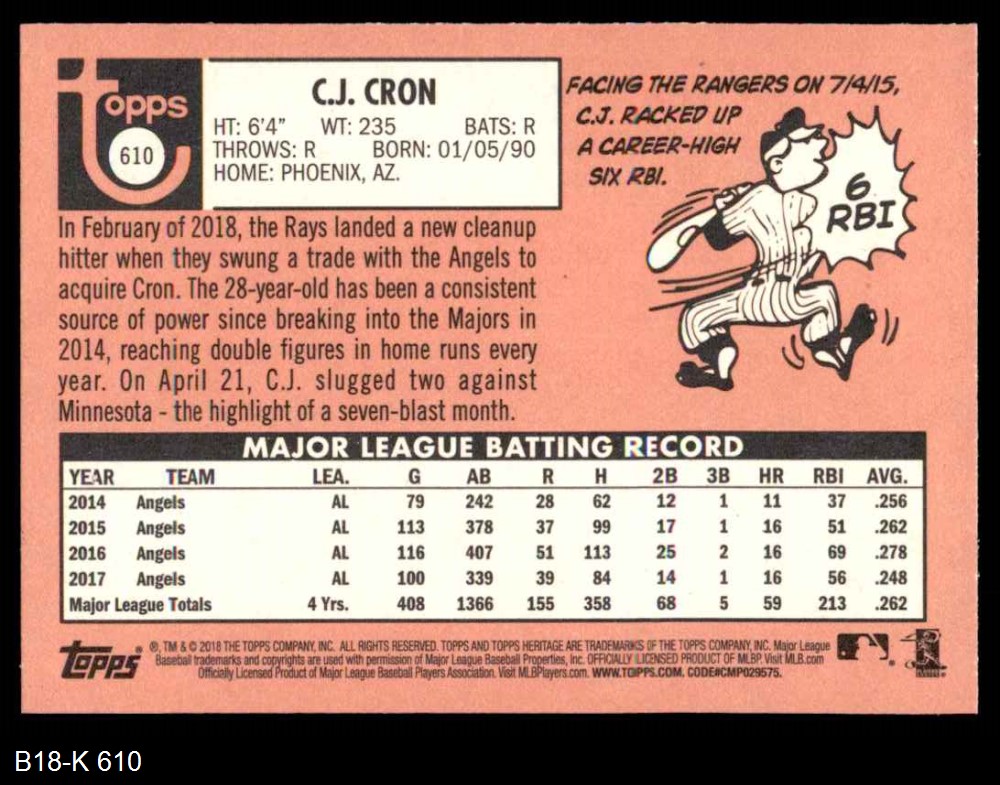 topps
610
C.J. CRON
HT: 6'4" WT: 235 BATS: R
THROWS: R BORN: 01/05/90
HOME: PHOENIX, AZ.
FACING THE RANGERS ON 7/4/15,
C.J. RACKED UP
A CAREER-HIGH
SIX RBI.
6
RBI
In February of 2018, the Rays landed a new cleanup
hitter when they swung a trade with the Angels to
acquire Cron. The 28-year-old has been a consistent
source of power since breaking into the Majors in
2014, reaching double figures in home runs every
year. On April 21, C.J. slugged two against
Minnesota - the highlight of a seven-blast month.
MAJOR LEAGUE BATTING RECORD
YEAR TEAM LEA. G AB R H 2B 3B HR RBI AVG.
2014 Angels AL 79 242 28 62 12 1 11 37 .256
2015 Angels AL 113 378 37 99 17 1 16 51 .262
2016 Angels AL 116 407 51 113 25 2 16 69 .278
2017 Angels AL 100 339 39 84 14 1 16 56 .248
Major League Totals 4 Yrs. 408 1366 155 358 68 5 59 213 .262
topps
®, TM & © 2018 THE TOPPS COMPANY, INC. ALL RIGHTS RESERVED. TOPPS AND TOPPS HERITAGE ARE TRADEMARKS OF THE TOPPS COMPANY, INC. Major League
Baseball trademarks and copyrights are used with permission of Major League Baseball Properties, Inc. OFFICIALLY LICENSED PRODUCT OF MLBP. Visit MLB.com
Officially Licensed Product of Major League Baseball Players Association. Visit MLBPlayers.com. WWW.TOPPS.COM. CODE#CMP029575.
B18-K 610